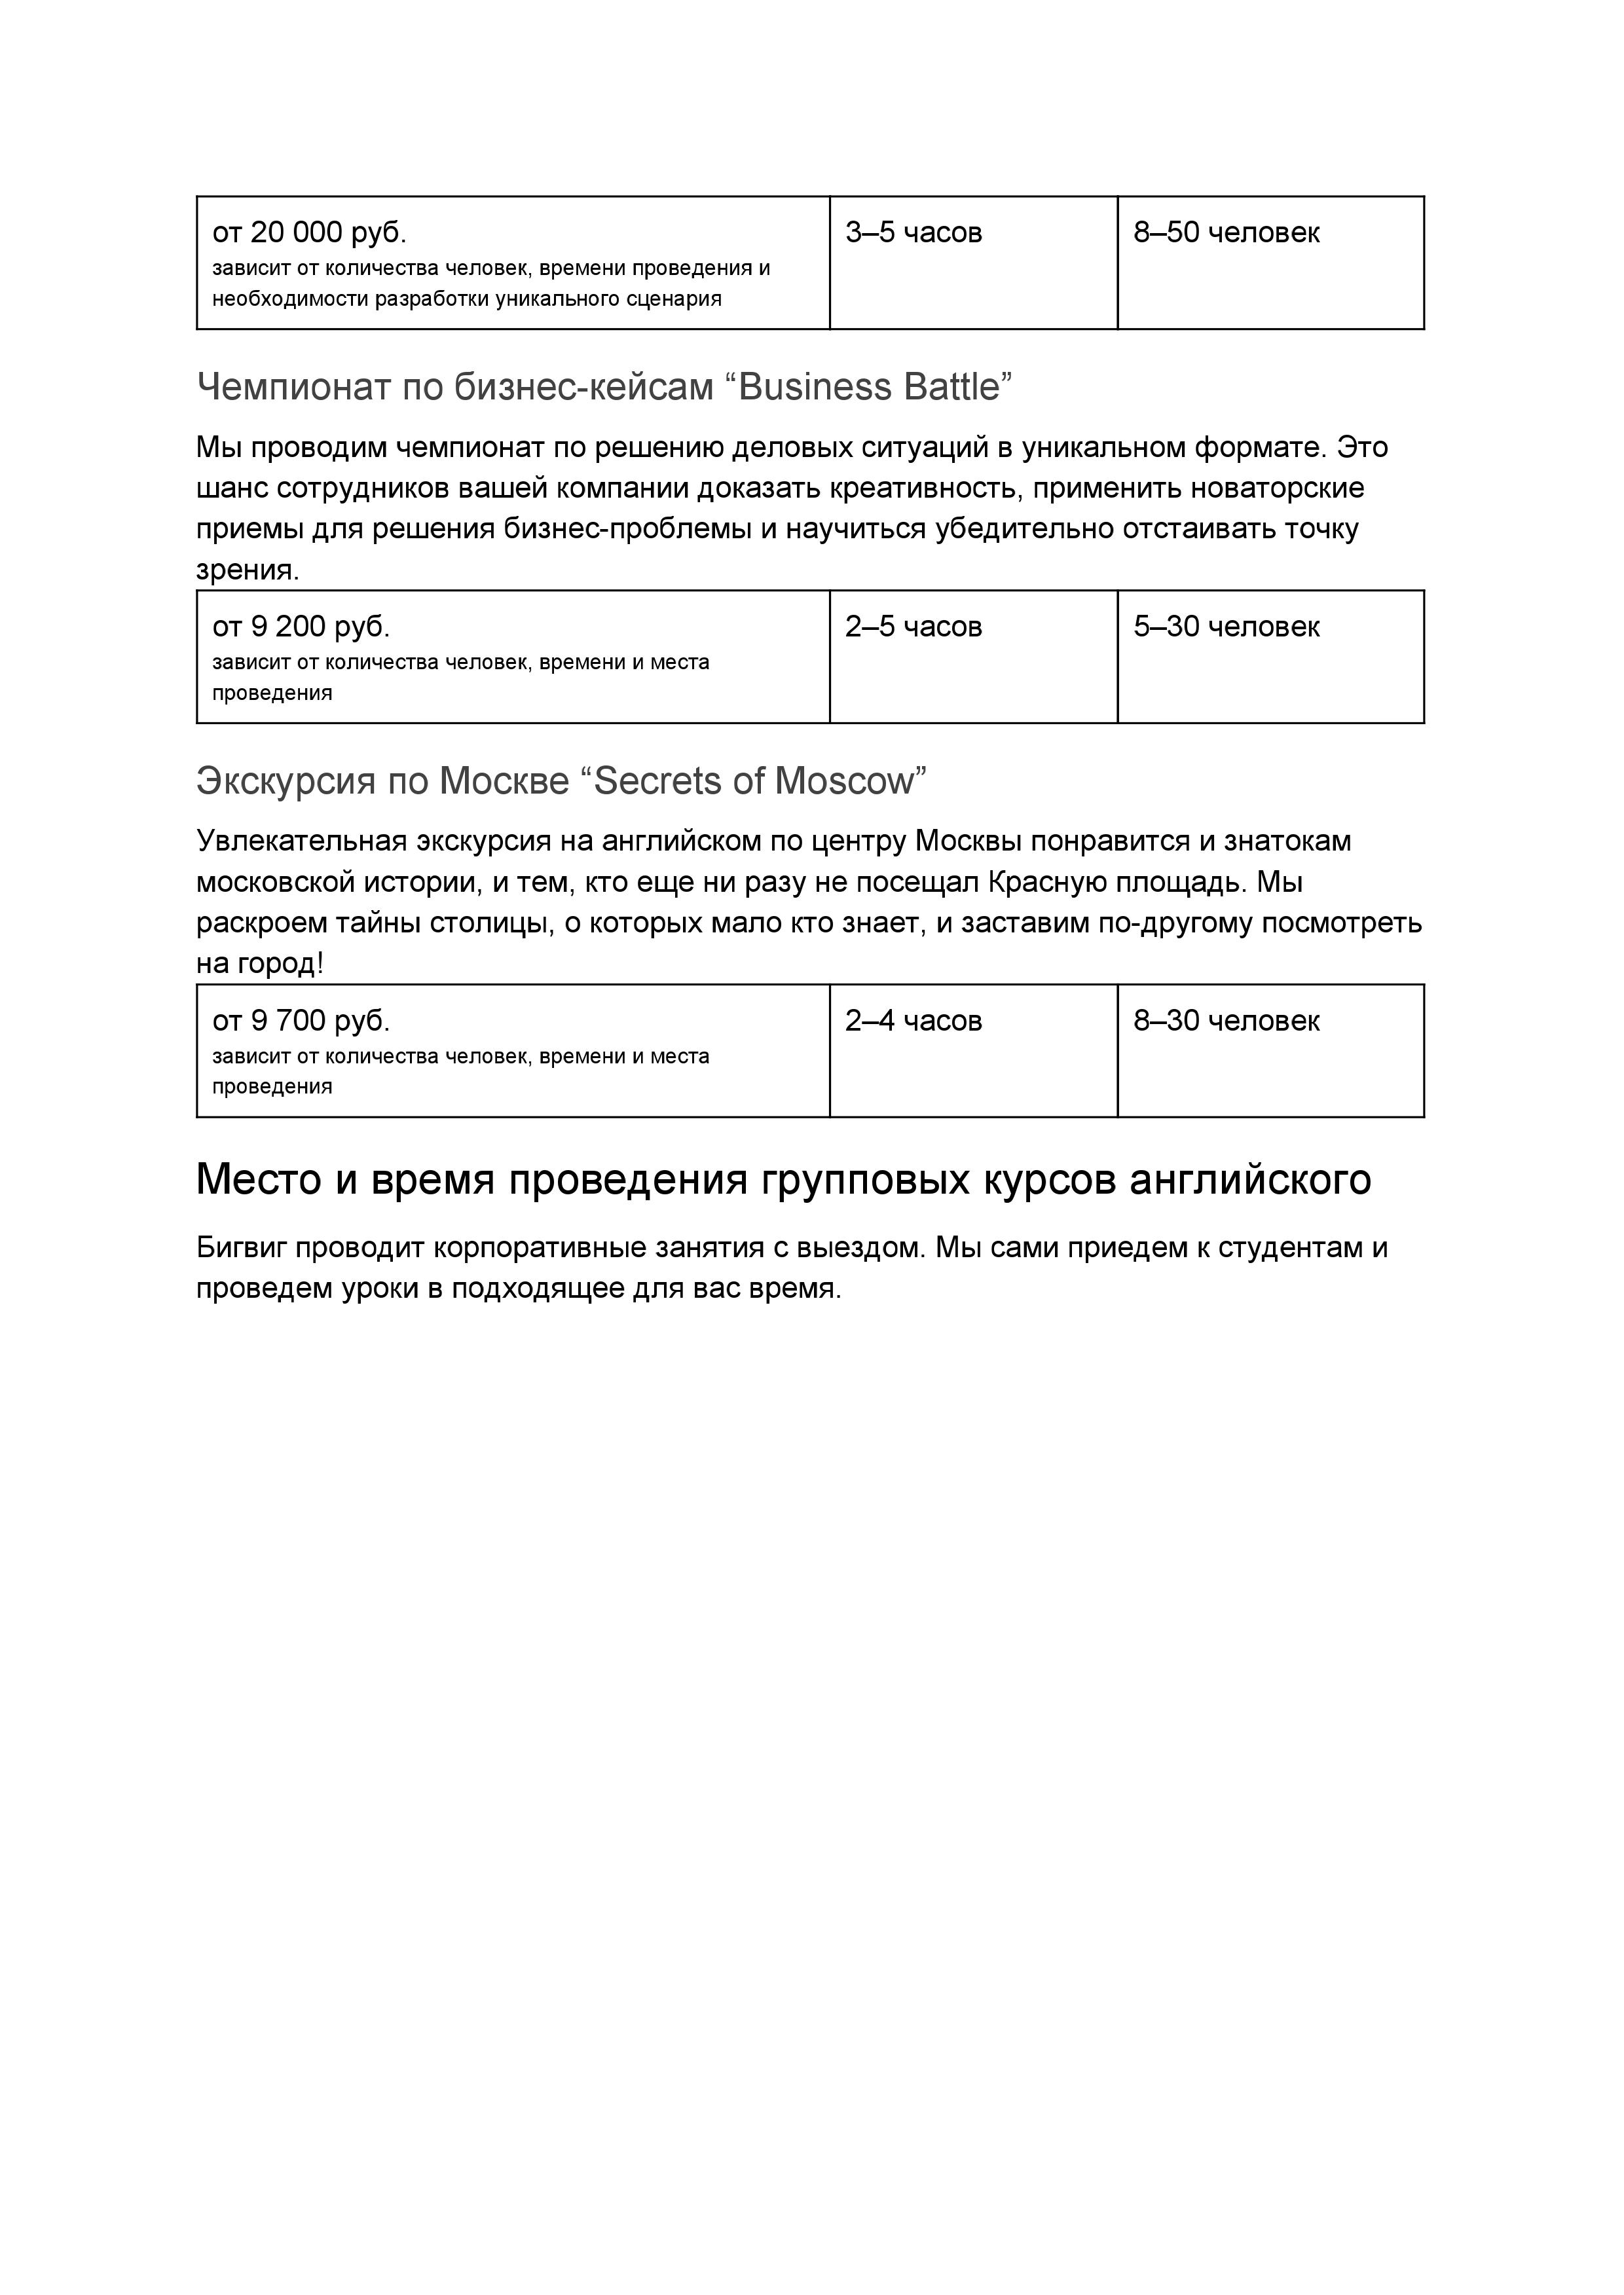 от 20 000 руб.
зависит от количества человек, времени проведения и
необходимости разработки уникального сценария
3–5 часов
8–50 человек
Чемпионат по бизнес-кейсам “Business Battle”
Мы проводим чемпионат по решению деловых ситуаций в уникальном формате. Это
шанс сотрудников вашей компании доказать креативность, применить новаторские
приемы для решения бизнес-проблемы и научиться убедительно отстаивать точку
зрения.
от 9 200 руб.
зависит от количества человек, времени и места
проведения
2–5 часов
5–30 человек
Экскурсия по Москве “Secrets of Moscow”
Увлекательная экскурсия на английском по центру Москвы понравится и знатокам
московской истории, и тем, кто еще ни разу не посещал Красную площадь. Мы
раскроем тайны столицы, о которых мало кто знает, и заставим по-другому посмотреть
на город!
от 9 700 руб.
зависит от количества человек, времени и места
проведения
2–4 часов
8–30 человек
Место и время проведения групповых курсов английского
Бигвиг проводит корпоративные занятия с выездом. Мы сами приедем к студентам и
проведем уроки в подходящее для вас время.